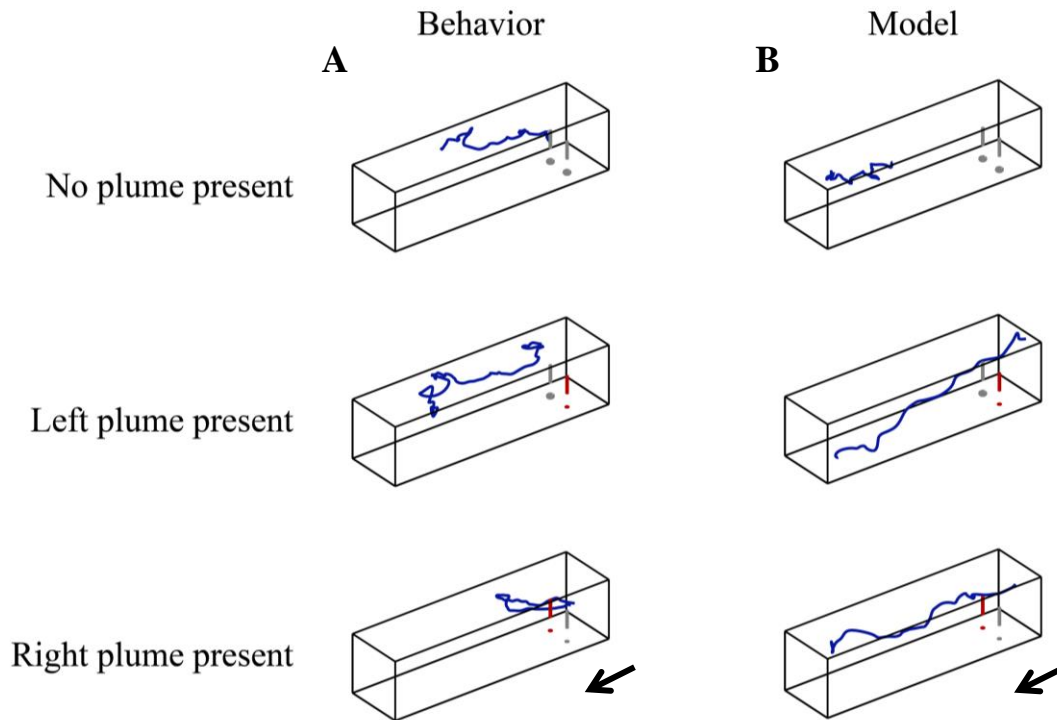 Behavior
Model
A
B
No plume present
Left plume present
Right plume present